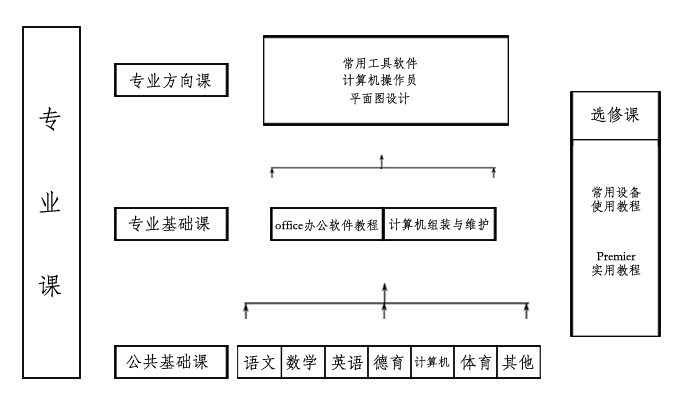 专业课
专业方向课
常用工具软件
计算机操作员
平面图设计
选修课
常用设备
使用教程
Premier
实用教程
专业基础课
office办公软件教程
计算机组装与维护
公共基础课
语文
数学
英语
德育
计算机
体育
其他